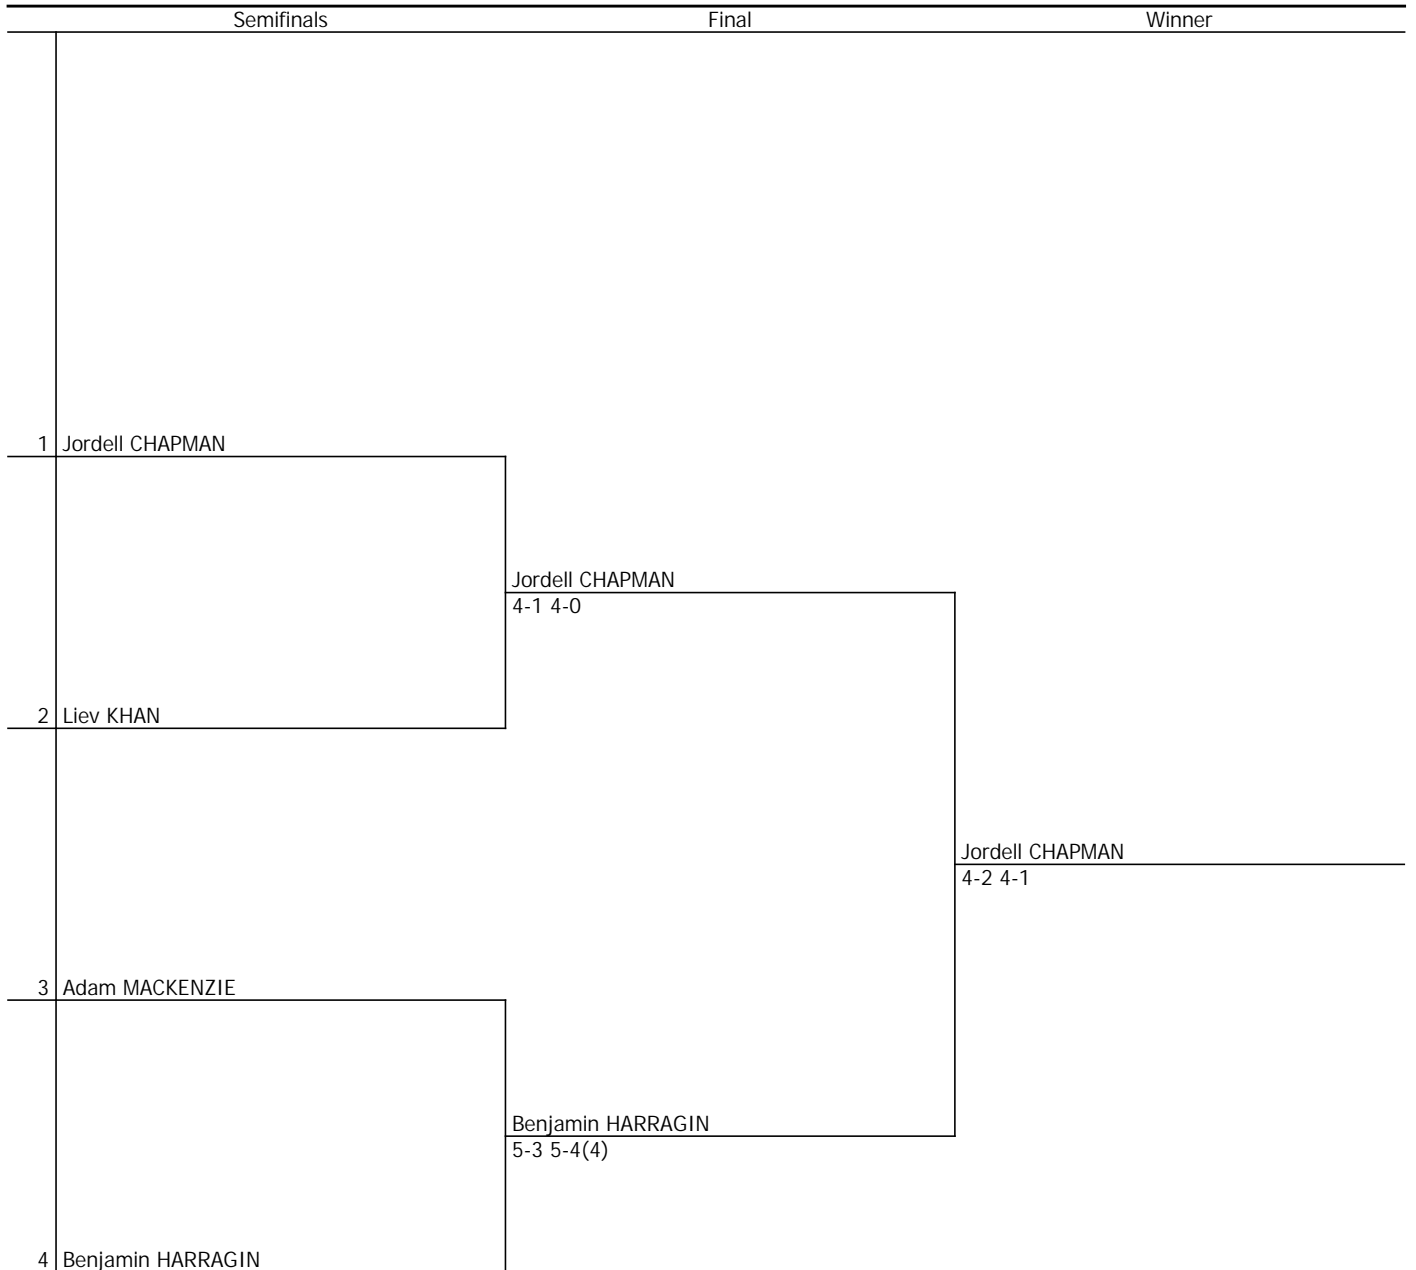 Semifinals Final Winner
1 Jordell CHAPMAN
Jordell CHAPMAN
4-1 4-0
2 Liev KHAN
Jordell CHAPMAN
4-2 4-1
3 Adam MACKENZIE
Benjamin HARRAGIN
5-3 5-4(4)
4 Benjamin HARRAGIN